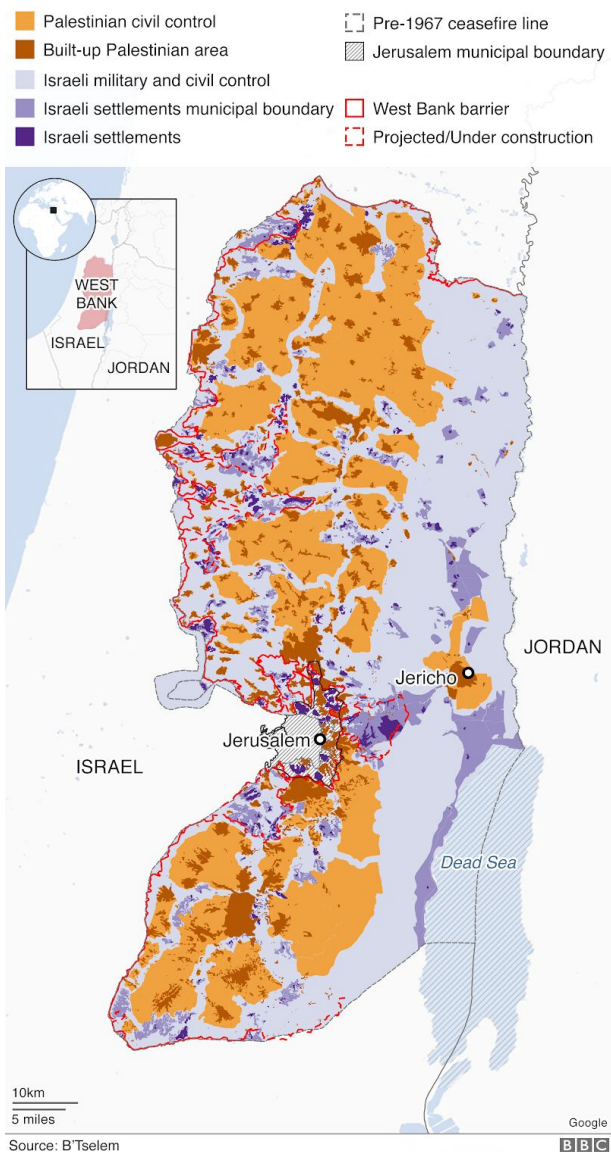 Palestinian civil control
Built-up Palestinian area
Israeli military and civil control
Israeli settlements municipal boundary
Israeli settlements
Pre-1967 ceasefire line
Jerusalem municipal boundary
West Bank barrier
Projected/Under construction
WEST
BANK
ISRAEL
JORDAN
JORDAN
Jericho
Jerusalem
ISRAEL
Dead Sea
10km
5 miles
Google
Source: B'Tselem
BBC